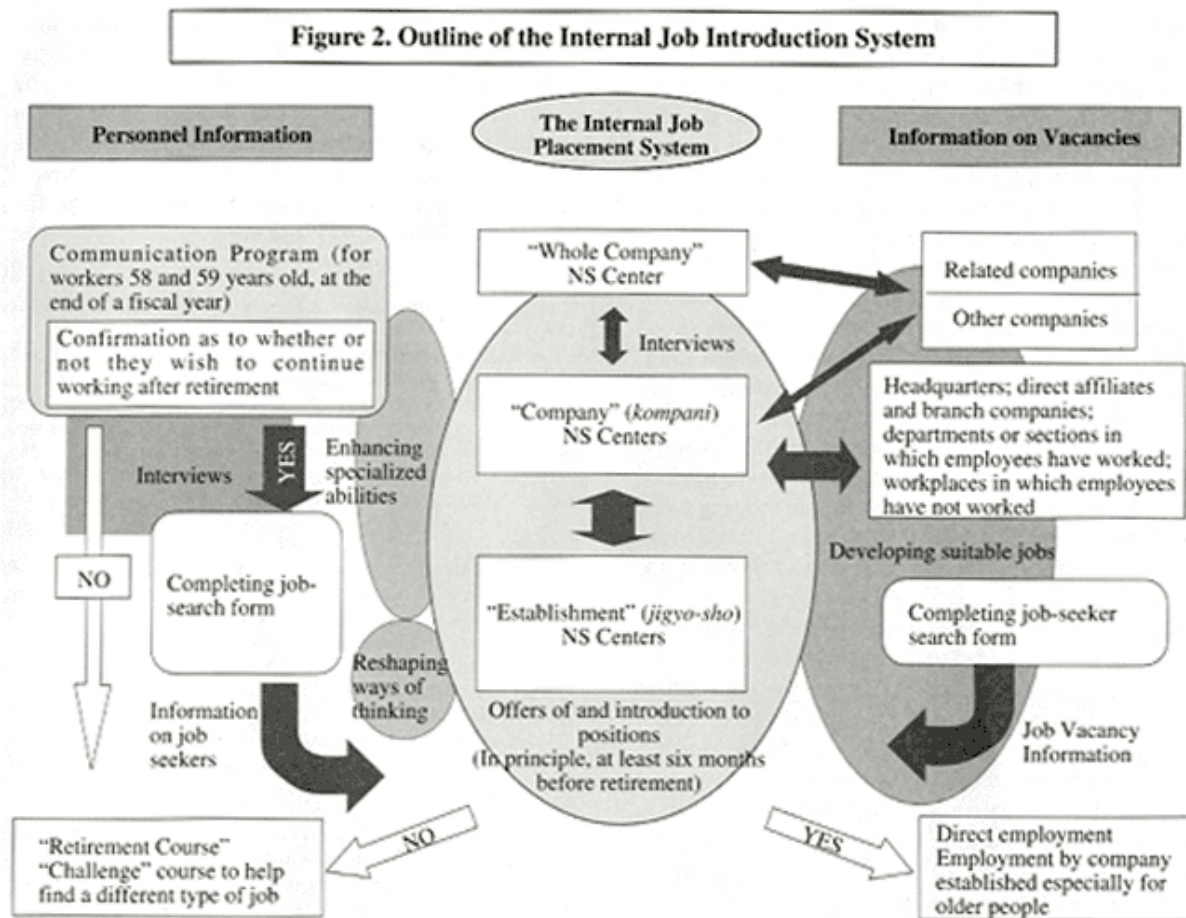 Figure 2. Outline of the Internal Job Introduction System
Personnel Information
The Internal Job
Placement System
Information on Vacancies
Communication Program (for
workers 58 and 59 years old, at the
end of a fiscal year)
Confirmation as to whether or
not they wish to continue
working after retirement
Interviews
YES
Enhancing
specialized
abilities
NO
Completing job-
search form
Reshaping
ways of
thinking
Information
on job
seekers
"Whole Company"
NS Center
Interviews
"Company" (kompani)
NS Centers
"Establishment" (jigyo-sho)
NS Centers
Offers of and introduction to
positions
(In principle, at least six months
before retirement)
Related companies
Other companies
Headquarters; direct affiliates
and branch companies;
departments or sections in
which employees have worked;
workplaces in which employees
have not worked
Developing suitable jobs
Completing job-seeker
search form
Job Vacancy
Information
NO
YES
"Retirement Course"
"Challenge" course to help
find a different type of job
Direct employment
Employment by company
established especially for
older people